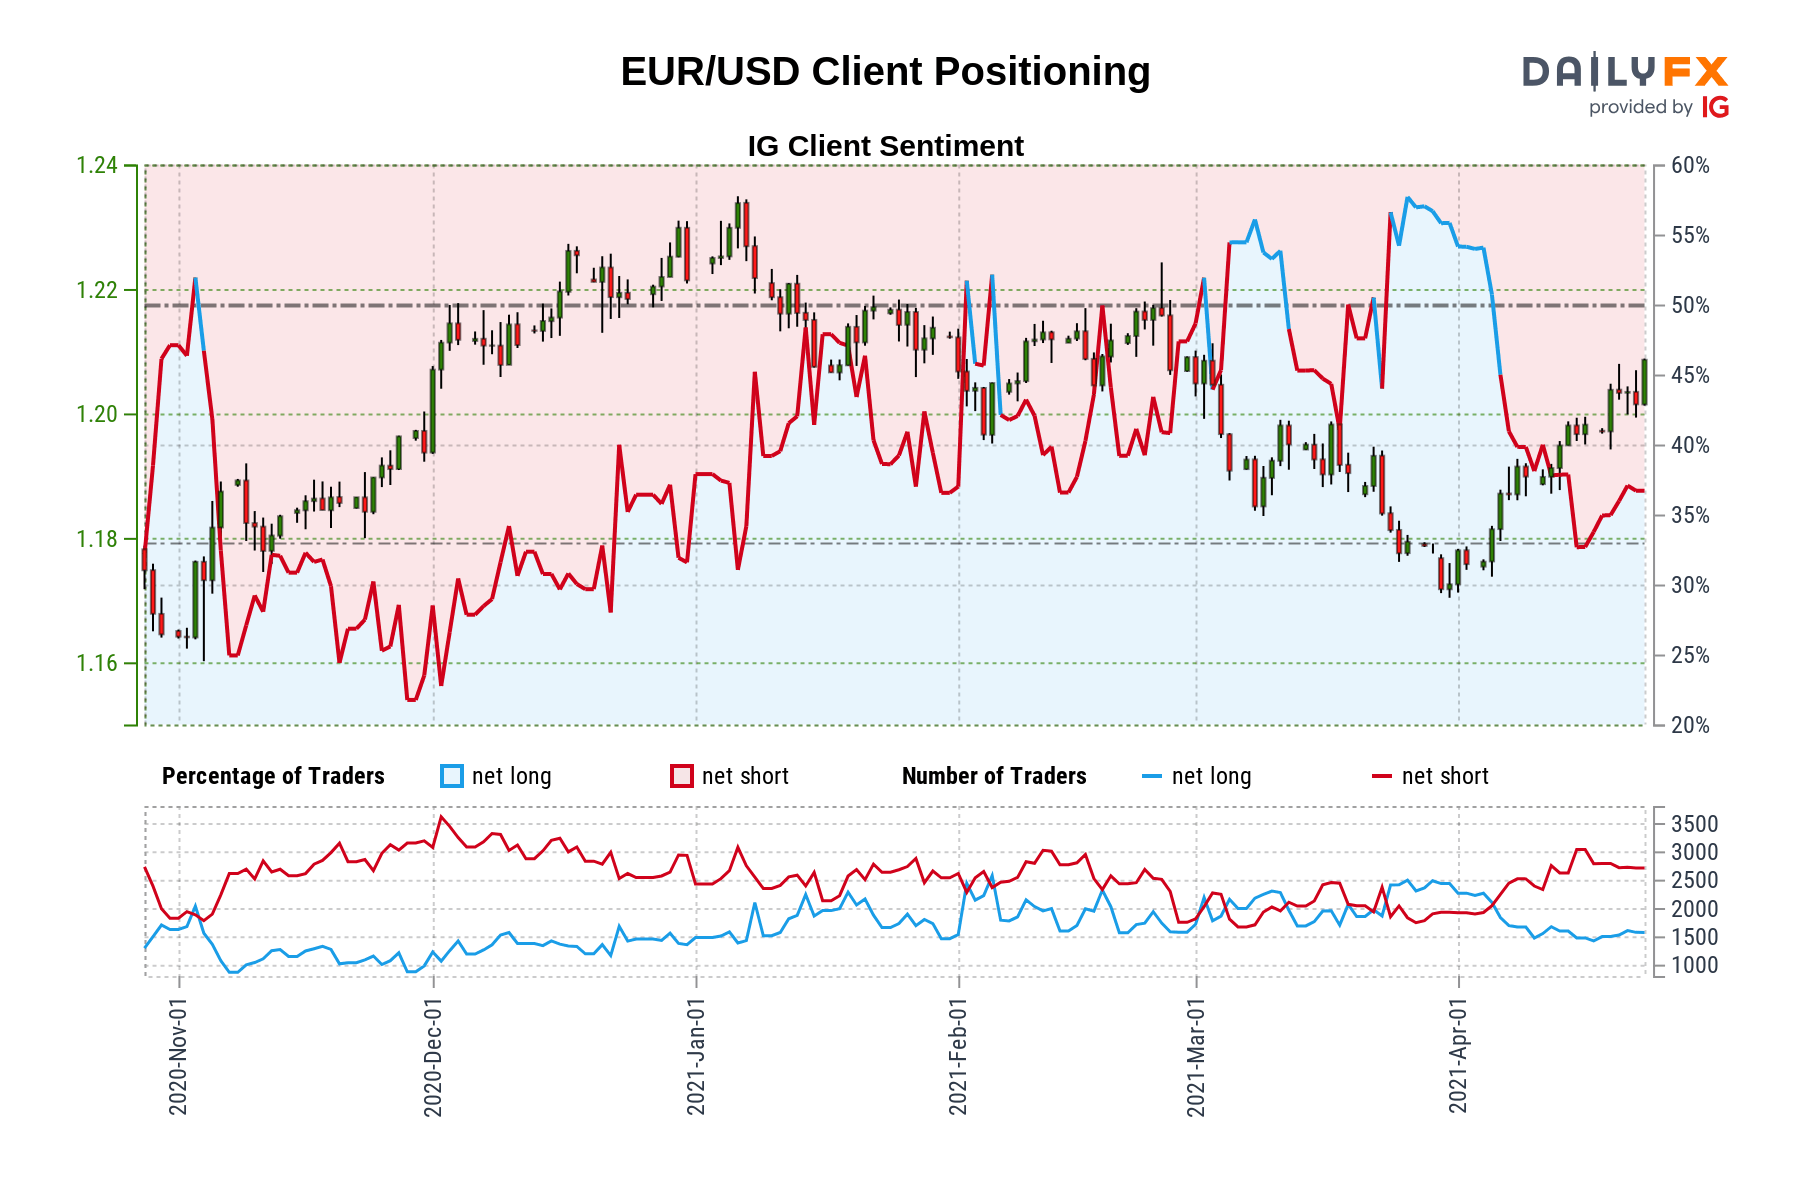 EUR/USD Client Positioning
DAILYFX
provided by IG
IG Client Sentiment
1.24
1.22
1.20
1.18
1.16
60%
55%
50%
45%
40%
35%
30%
25%
20%
Percentage of Traders net long net short Number of Traders net long net short
3500
3000
2500
2000
1500
1000
2020-Nov-01
2020-Dec-01
2021-Jan-01
2021-Feb-01
2021-Mar-01
2021-Apr-01